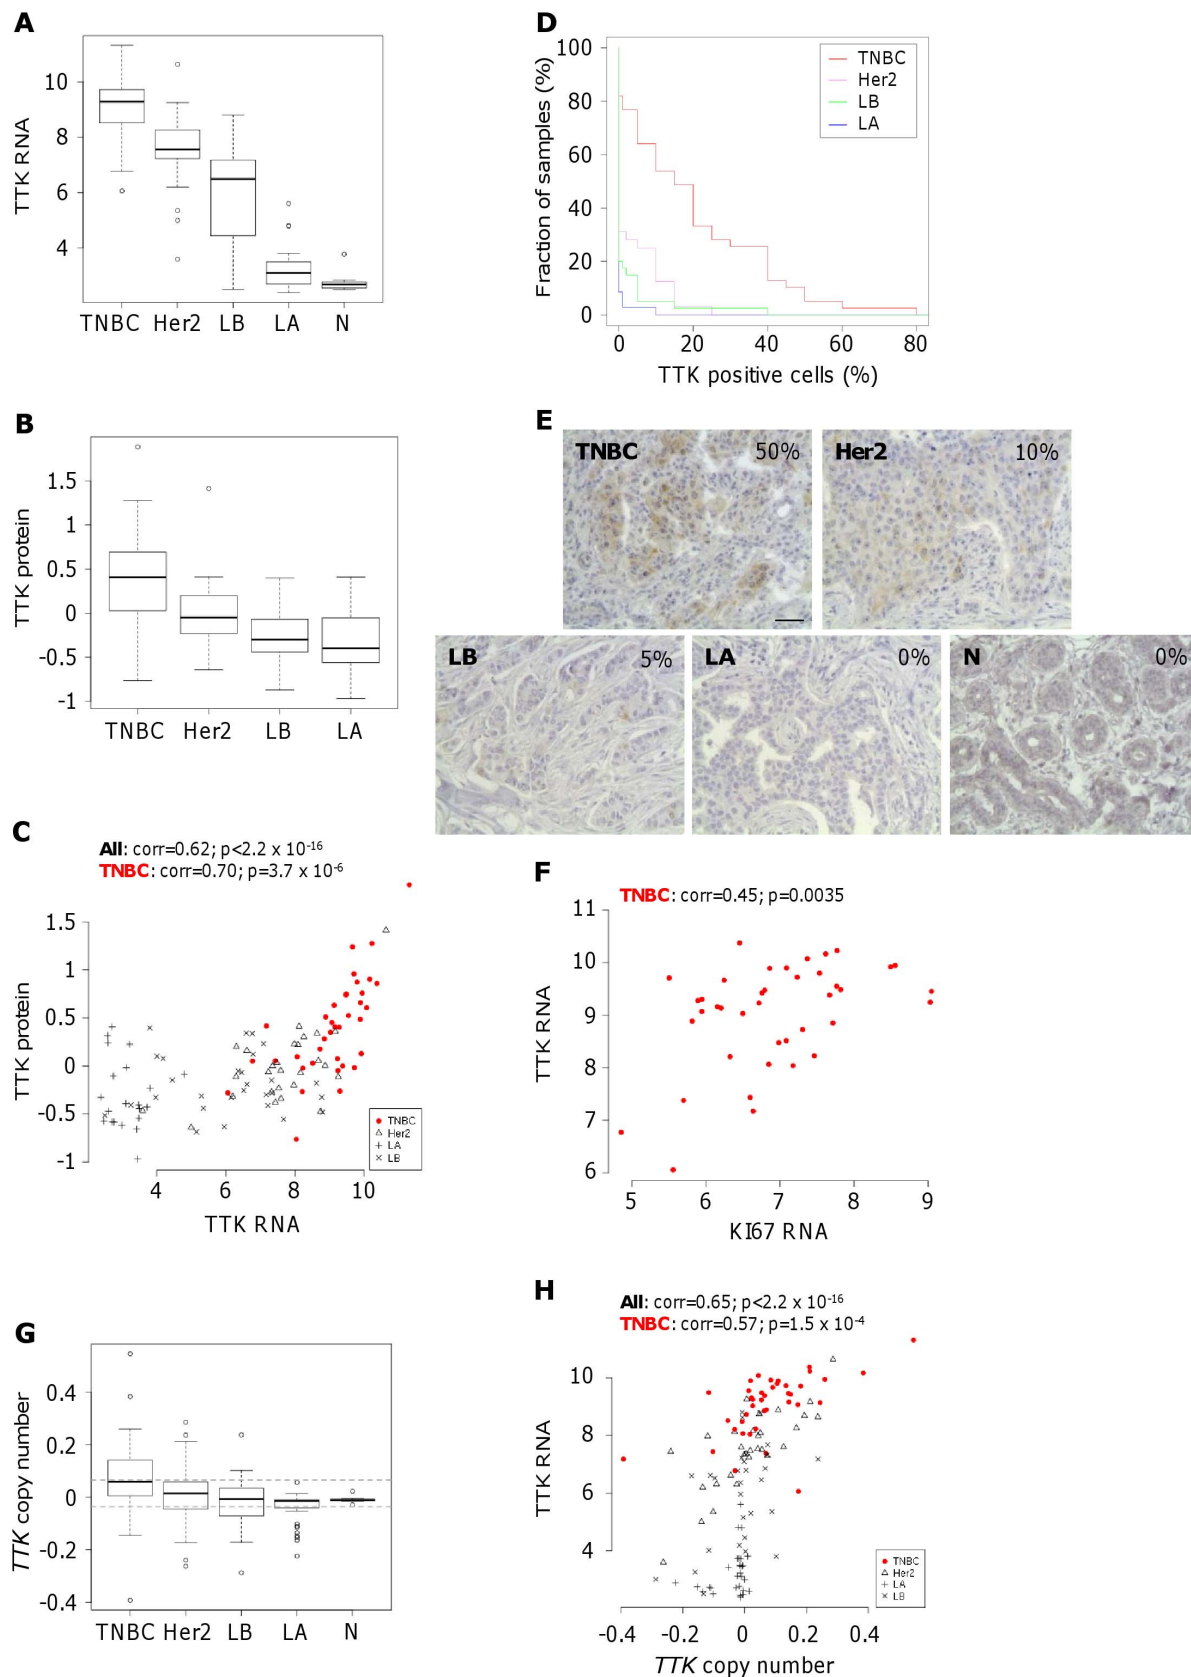 A
TTK RNA
10
8
6
4
TNBC Her2 LB LA N
D
Fraction of samples (%)
100
80
60
40
20
0
TNBC
Her2
LB
LA
0 20 40 60 80
TTK positive cells (%)
B
TTK protein
1.5
1
0.5
0
-0.5
-1
TNBC Her2 LB LA
E
TNBC 50%
Her2 10%
LB 5%
LA 0%
N 0%
C
All: corr=0.62; p<2.2 x 10⁻¹⁶
TNBC: corr=0.70; p=3.7 x 10⁻⁶
TTK protein
1.5
1
0.5
0
-0.5
-1
TNBC
Her2
LA
LB
4 6 8 10
TTK RNA
F
TNBC: corr=0.45; p=0.0035
TTK RNA
11
10
9
8
7
6
5 6 7 8 9
KI67 RNA
G
TTK copy number
0.4
0.2
0
-0.2
-0.4
TNBC Her2 LB LA N
H
All: corr=0.65; p<2.2 x 10⁻¹⁶
TNBC: corr=0.57; p=1.5 x 10⁻⁴
TTK RNA
10
8
6
4
TNBC
Her2
LA
LB
-0.4 -0.2 0 0.2 0.4
TTK copy number